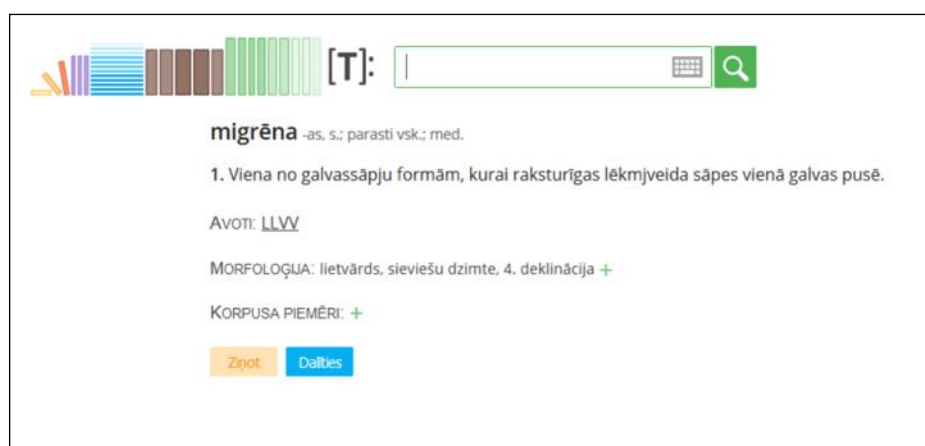 [T]:
migrēna -as, s.; parasti vsk.; med.
1. Viena no galvassāpju formām, kurai raksturīgas lēkmjveida sāpes vienā galvas pusē.
AVOTI: LLVV
MORFOLOĢIJA: lietvārds, sieviešu dzimte, 4. deklinācija +
KORPUSA PIEMĒRI: +
Ziņot Dalīties